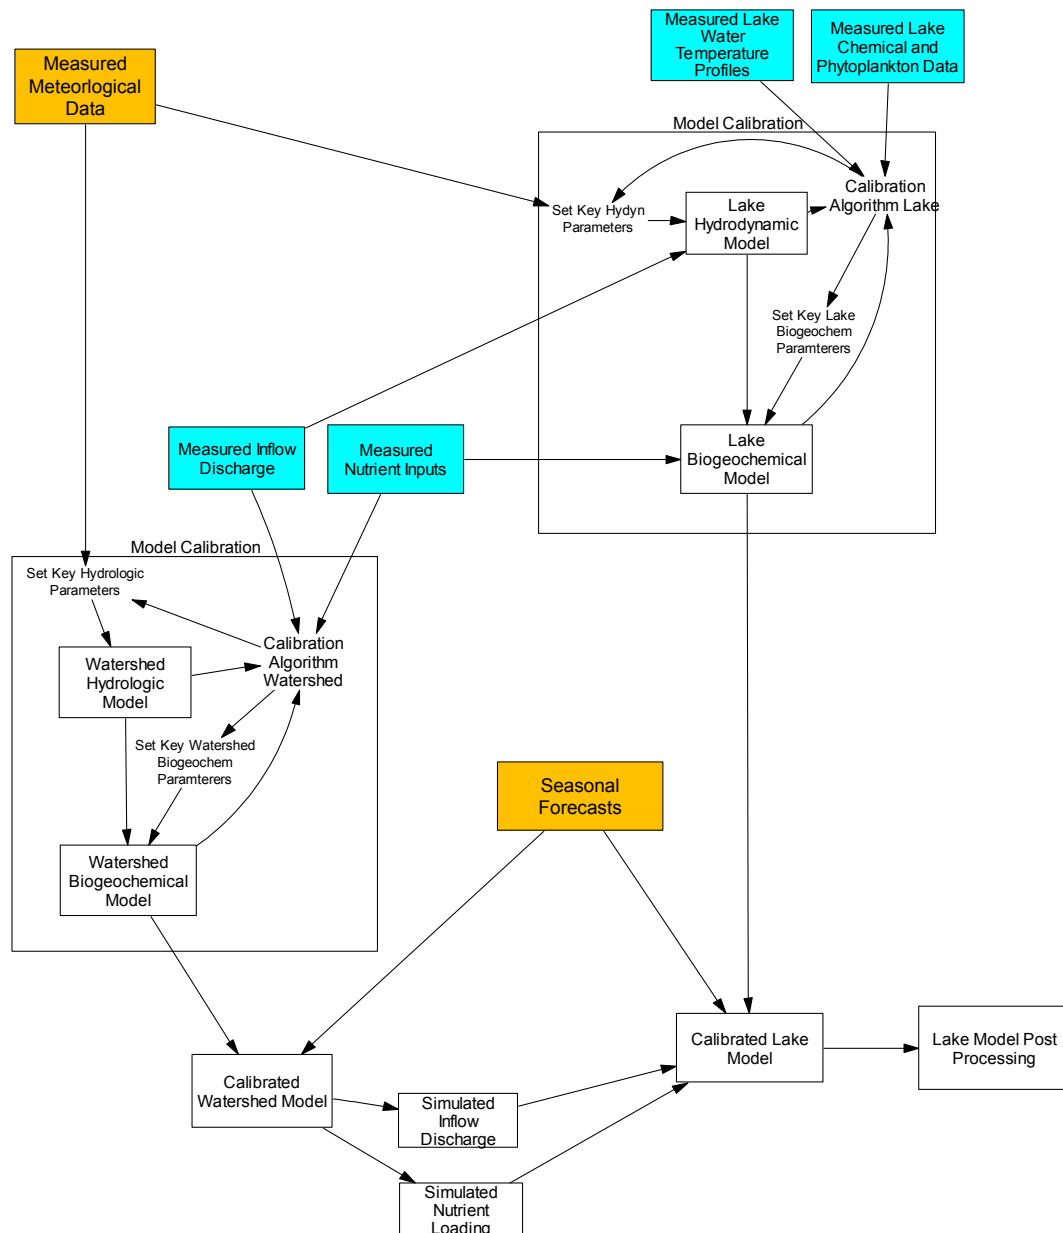 Measured Lake
Water
Temperature
Profiles
Measured Lake
Chemical and
Phytoplankton Data
Measured
Meteorlogical
Data
Model Calibration
Calibration
Algorithm Lake
Set Key Hydyn
Parameters
Lake
Hydrodynamic
Model
Set Key Lake
Biogeochem
Paramterers
Measured Inflow
Discharge
Measured
Nutrient Inputs
Lake
Biogeochemical
Model
Model Calibration
Set Key Hydrologic
Parameters
Calibration
Algorithm
Watershed
Watershed
Hydrologic
Model
Set Key Watershed
Biogeochem
Paramterers
Seasonal
Forecasts
Watershed
Biogeochemical
Model
Calibrated Lake
Model
Lake Model Post
Processing
Calibrated
Watershed Model
Simulated
Inflow
Discharge
Simulated
Nutrient
Loading